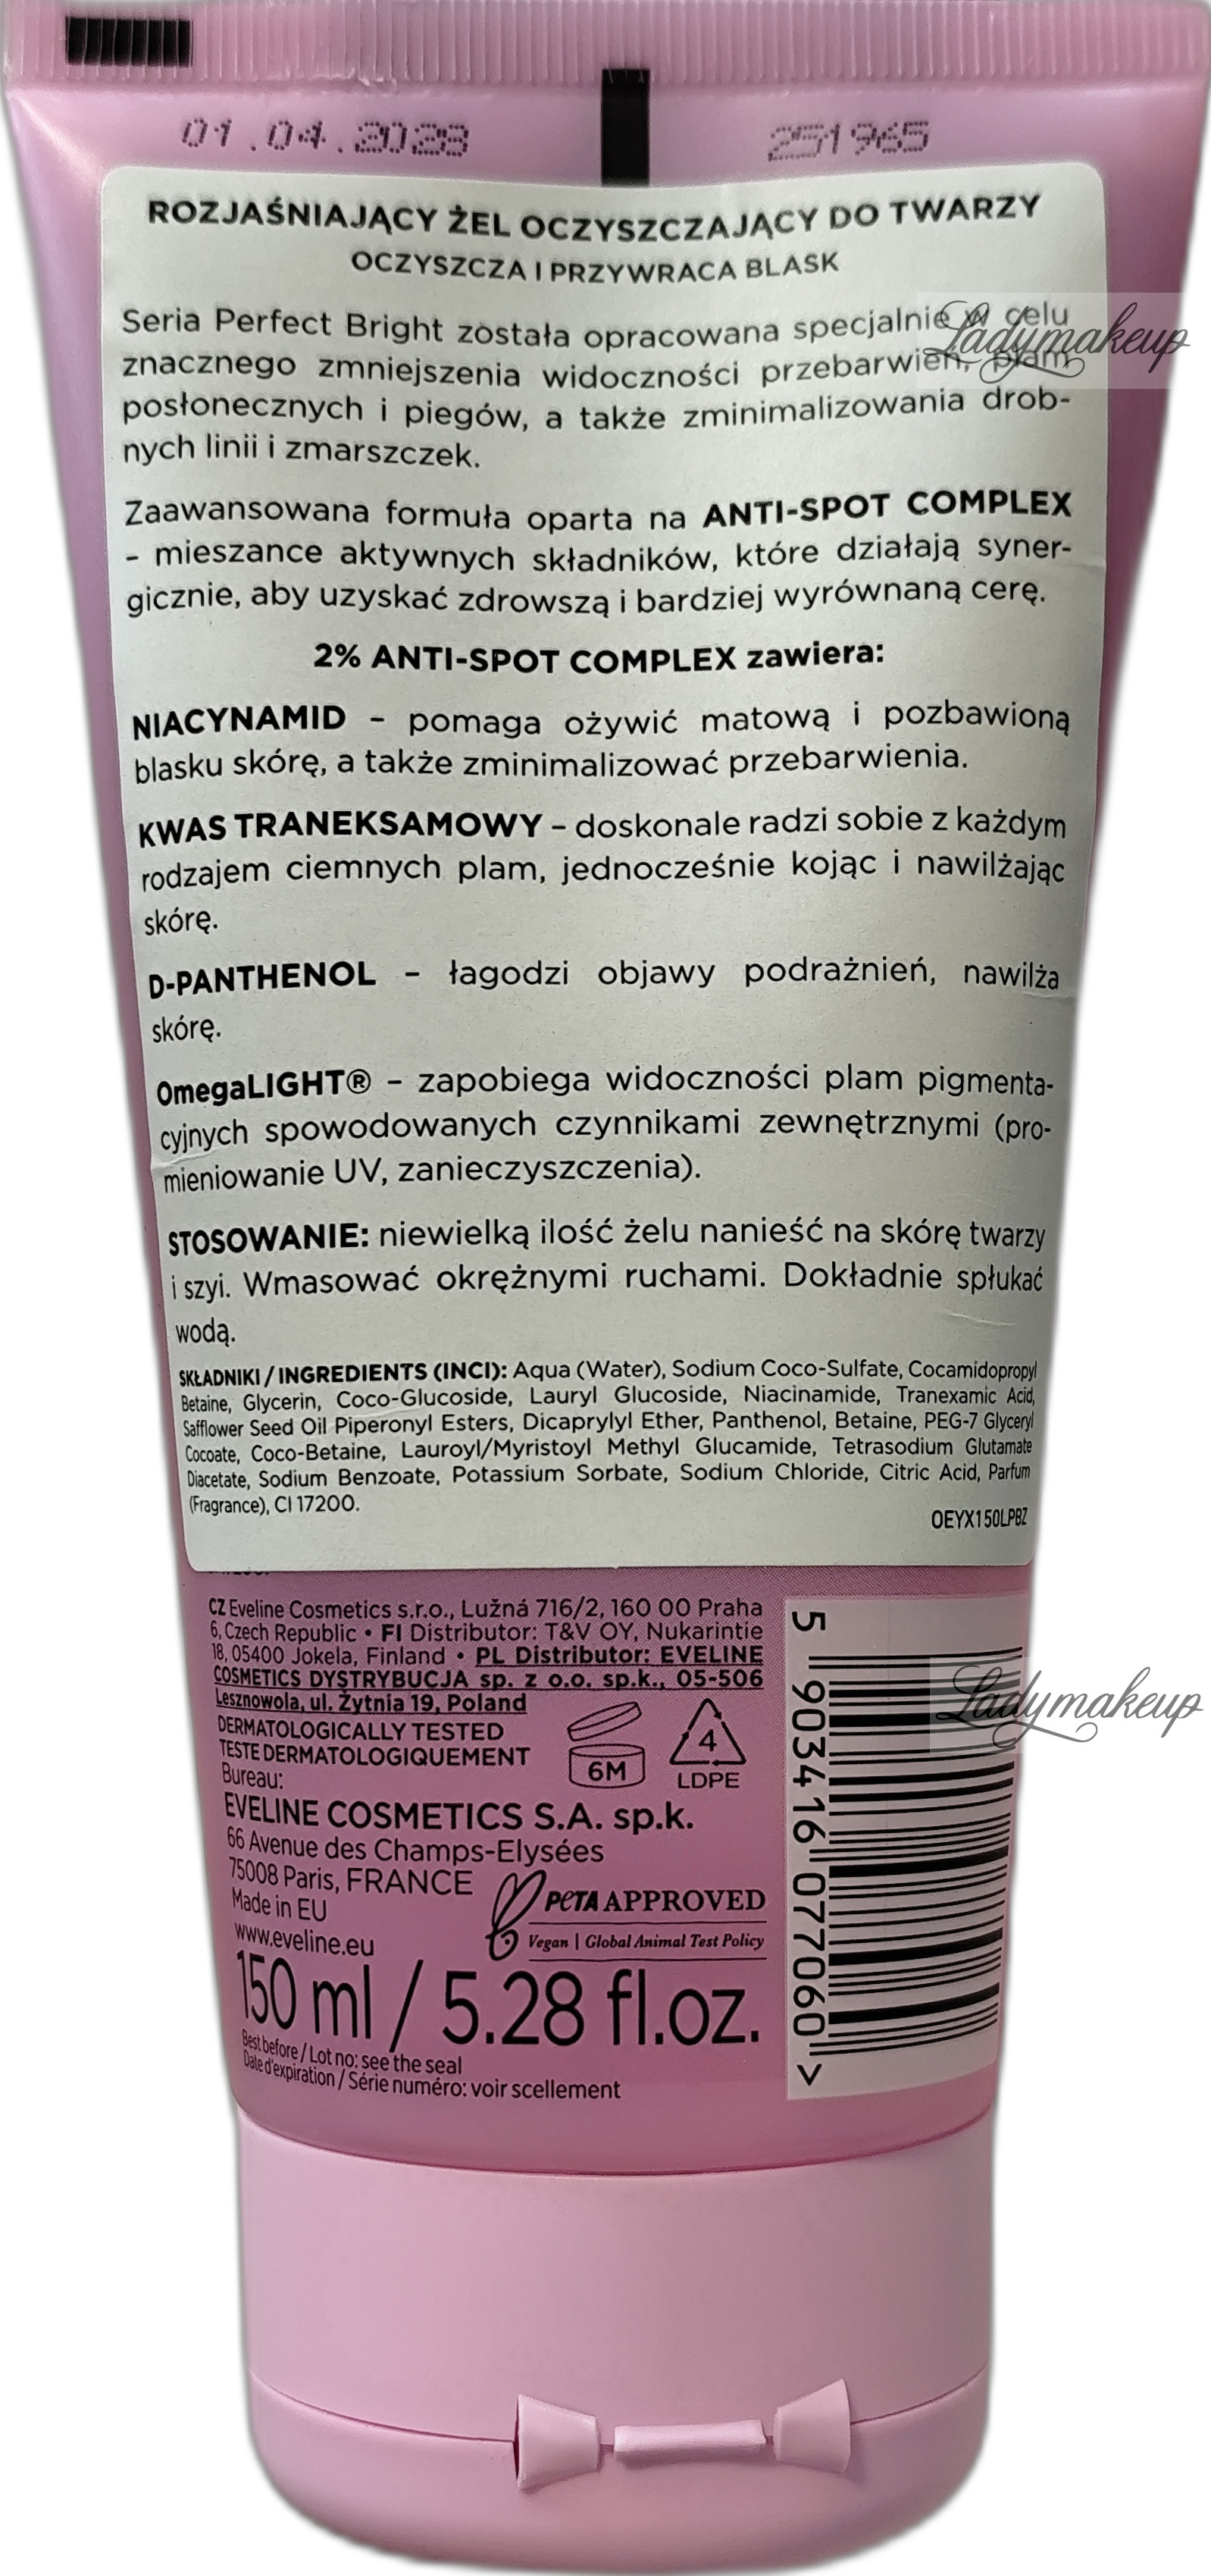 01.04.2028
251965
ROZJAŚNIAJĄCY ŻEL OCZYSZCZAJĄCY DO TWARZY
OCZYSZCZA I PRZYWRACA BLASK
Seria Perfect Bright została opracowana specjalnie w celu
znacznego zmniejszenia widoczności przebarwień, plam
posłonecznych i piegów, a także zminimalizowania drob-
nych linii i zmarszczek.
Ladymakeup
Zaawansowana formuła oparta na ANTI-SPOT COMPLEX
- mieszance aktywnych składników, które działają syner-
gicznie, aby uzyskać zdrowszą i bardziej wyrównaną cerę.
2% ANTI-SPOT COMPLEX zawiera:
NIACYNAMID – pomaga ożywić matową i pozbawioną
blasku skórę, a także zminimalizować przebarwienia.
KWAS TRANEKSAMOWY – doskonale radzi sobie z każdym
rodzajem ciemnych plam, jednocześnie kojąc i nawilżając
skórę.
D-PANTHENOL – łagodzi objawy podrażnień, nawilża
skórę.
OmegaLIGHT® – zapobiega widoczności plam pigmenta-
cyjnych spowodowanych czynnikami zewnętrznymi (pro-
mieniowanie UV, zanieczyszczenia).
STOSOWANIE: niewielką ilość żelu nanieść na skórę twarzy
i szyi. Wmasować okrężnymi ruchami. Dokładnie spłukać
wodą.
SKŁADNIKI / INGREDIENTS (INCI): Aqua (Water), Sodium Coco-Sulfate, Cocamidopropyl
Betaine, Glycerin, Coco-Glucoside, Lauryl Glucoside, Niacinamide, Tranexamic Acid,
Safflower Seed Oil Piperonyl Esters, Dicaprylyl Ether, Panthenol, Betaine, PEG-7 Glyceryl
Cocoate, Coco-Betaine, Lauroyl/Myristoyl Methyl Glucamide, Tetrasodium Glutamate
Diacetate, Sodium Benzoate, Potassium Sorbate, Sodium Chloride, Citric Acid, Parfum
(Fragrance), CI 17200.
OEYX150LPBZ
CZ Eveline Cosmetics s.r.o., Lužná 716/2, 160 00 Praha
6, Czech Republic • FI Distributor: T&V OY, Nukarintie
18, 05400 Jokela, Finland • PL Distributor: EVELINE
COSMETICS DYSTRYBUCJA sp. z o.o. sp.k., 05-506
Lesznowola, ul. Żytnia 19, Poland
DERMATOLOGICALLY TESTED
TESTE DERMATOLOGIQUEMENT
6M
4
LDPE
Bureau:
EVELINE COSMETICS S.A. sp.k.
66 Avenue des Champs-Elysées
75008 Paris, FRANCE
Made in EU
www.eveline.eu
PETA APPROVED
Vegan | Global Animal Test Policy
150 ml / 5.28 fl.oz.
Best before / Lot no: see the seal
Date d'expiration / Série numéro: voir scellement
5 903416 077060 >
Ladymakeup